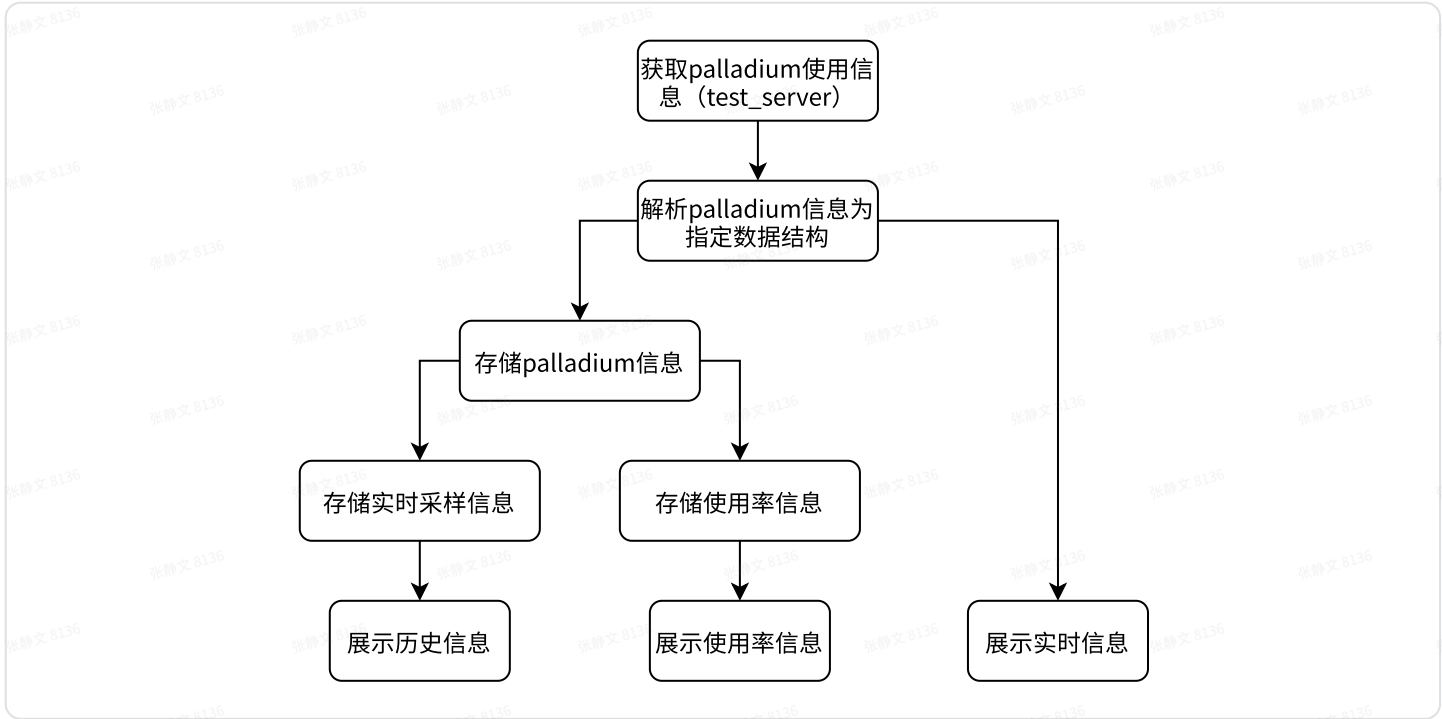 获取palladium使用信
息（test_server）
解析palladium信息为
指定数据结构
存储palladium信息
存储实时采样信息
存储使用率信息
展示历史信息
展示使用率信息
展示实时信息
张静文 8136